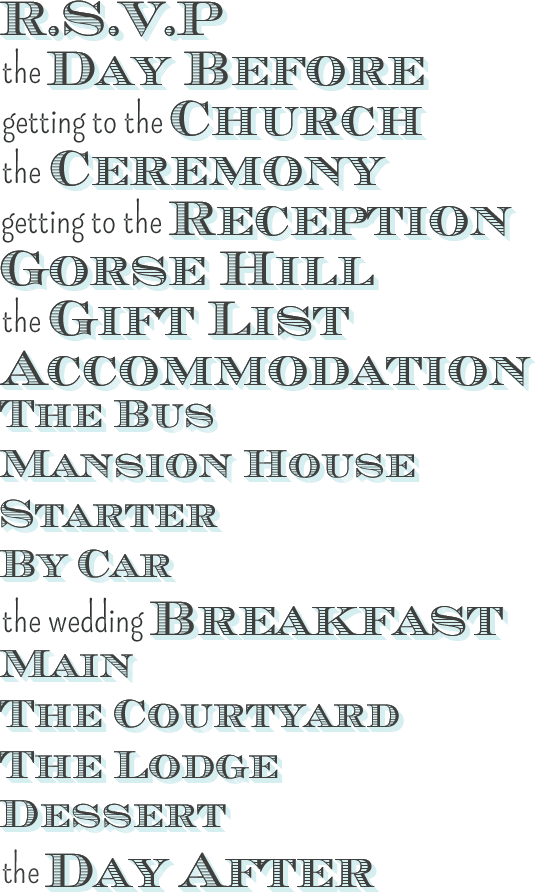 R.S.V.P
the Day Before
getting to the Church
the Ceremony
getting to the Reception
Gorse Hill
the Gift List
Accommodation
The Bus
Mansion House
Starter
By Car
the wedding Breakfast
Main
The Courtyard
The Lodge
Dessert
the Day After